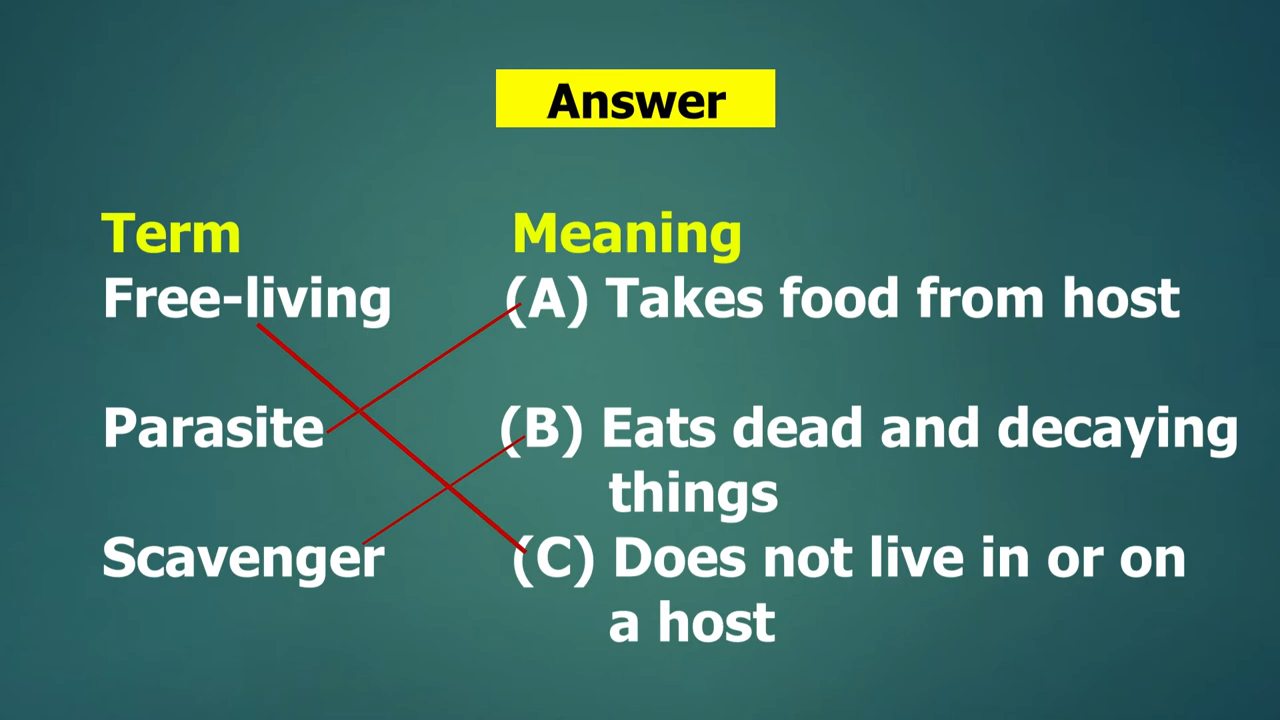 Answer
Term Meaning
Free-living (A) Takes food from host
Parasite (B) Eats dead and decaying
things
Scavenger (C) Does not live in or on
a host